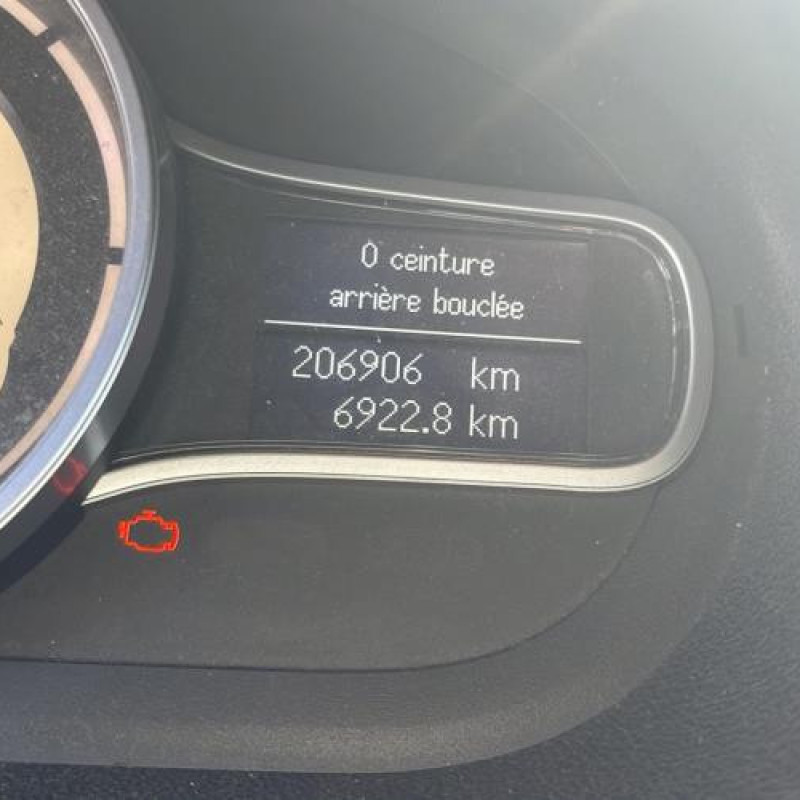 0 ceinture
arrière bouclée
206906 km
6922.8 km